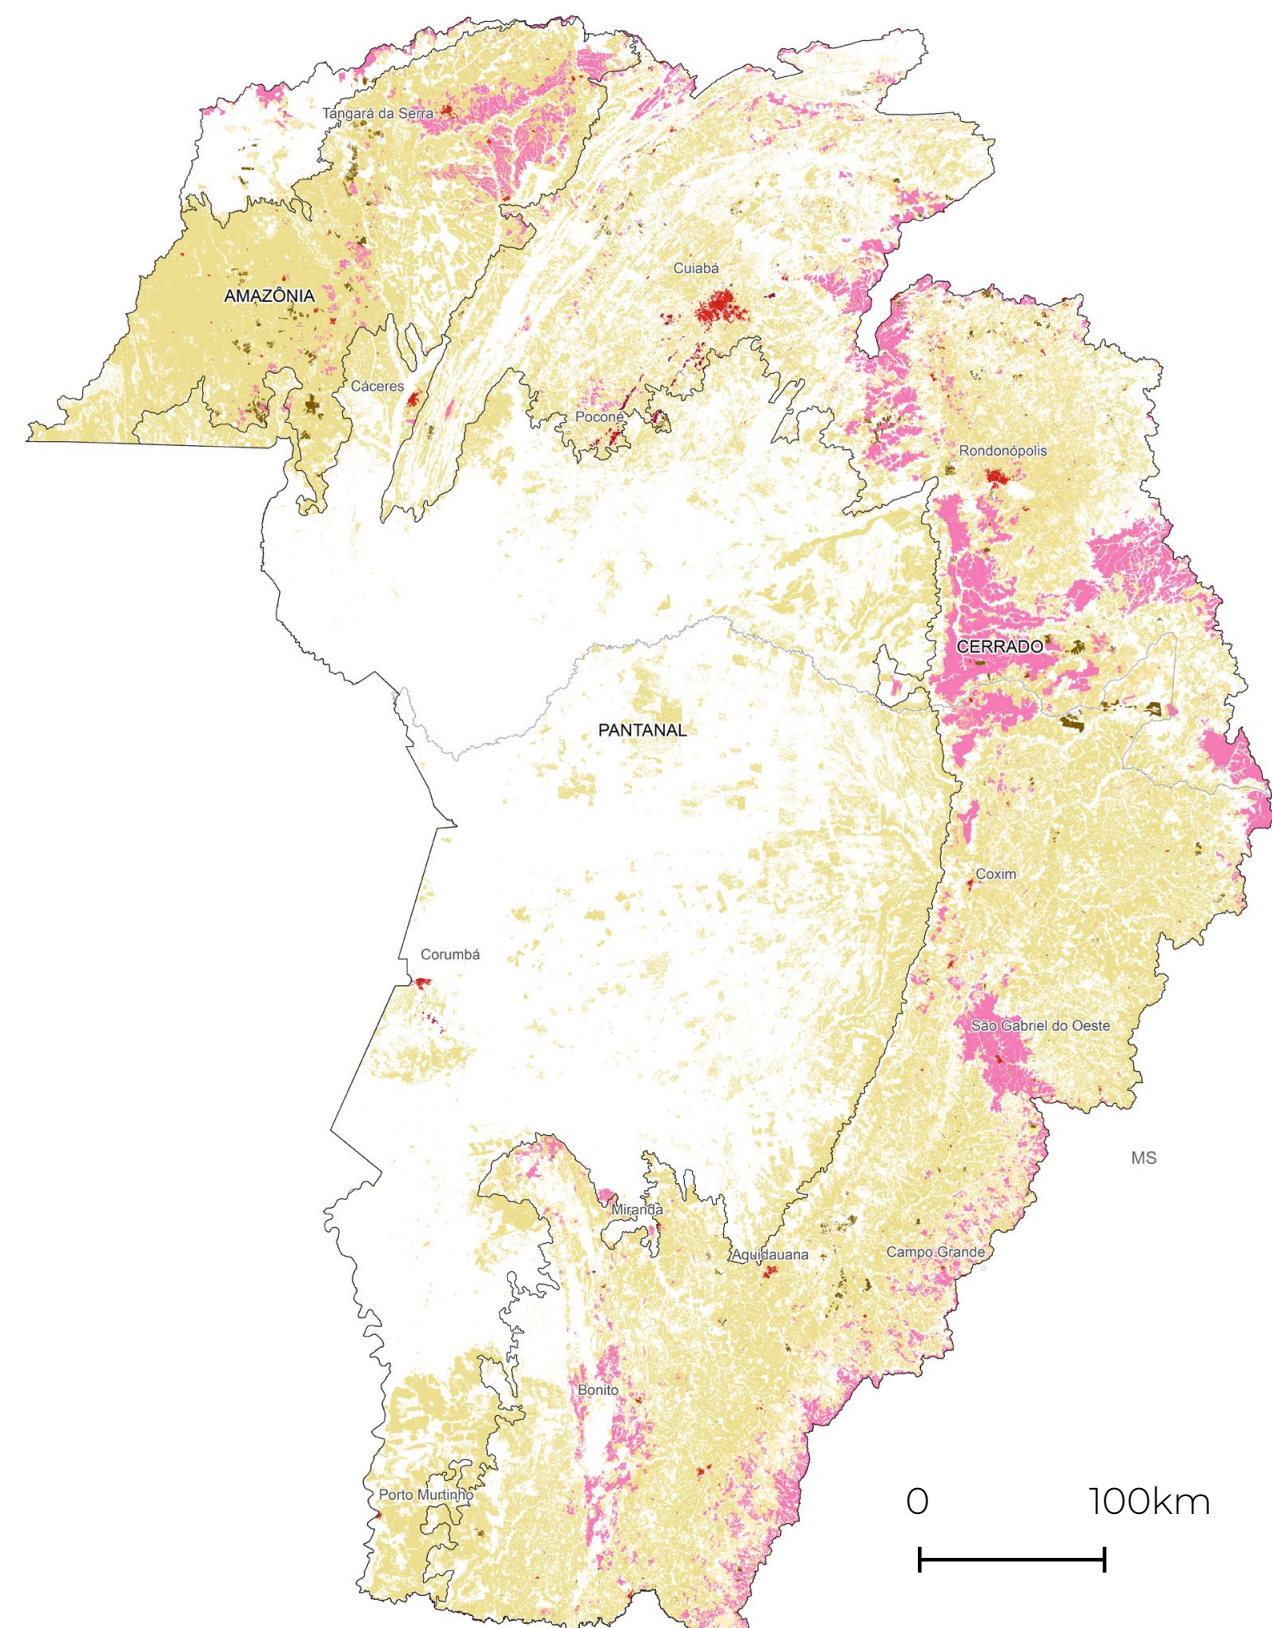 Tangará da Serra
Cuiabá
AMAZÔNIA
Cáceres
Poconé
Rondonópolis
CERRADO
PANTANAL
Coxim
Corumbá
São Gabriel do Oeste
MS
Miranda
Aquidauana
Campo Grande
Bonito
Porto Murtinho
0 100km